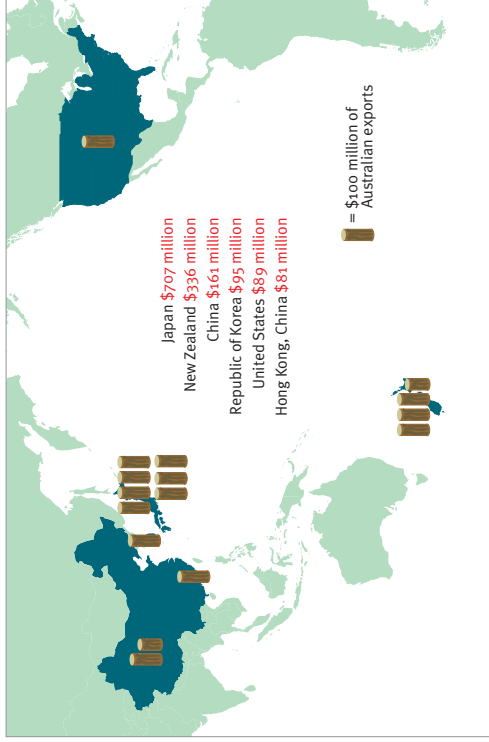 Japan $707 million
New Zealand $336 million
China $161 million
Republic of Korea $95 million
United States $89 million
Hong Kong, China $81 million
= $100 million of
Australian exports